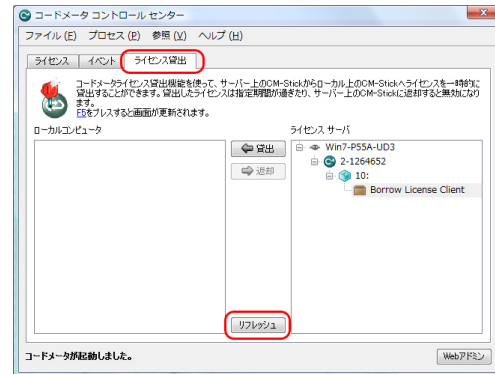 コードメータ コントロール センター
ファイル (F) プロセス (P) 参照 (V) ヘルプ (H)
ライセンス イベント ライセンス貸出
コードメータライセンス貸出機能を使って、サーバー上のCM-Stickからローカル上のCM-Stickへライセンスを一時的に
貸出することができます。貸出したライセンスは指定期間が過ぎたり、サーバー上のCM-Stickに返却すると無効になり
ます。
F5をプレスすると画面が更新されます。
ローカルコンピュータ ライセンス サーバ
貸出
返却
Win7-P55A-UD3
2-1264652
10:
Borrow License Client
リフレッシュ
コードメータが起動しました。 Webアドミン